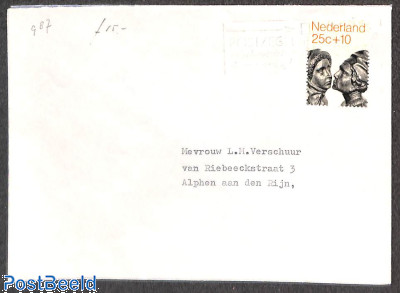 987 £15.-
Nederland
25c+10
Mevrouw L.M.Verschuur
van Riebeeckstraat 3
Alphen aan den Rijn,
PostBeeld